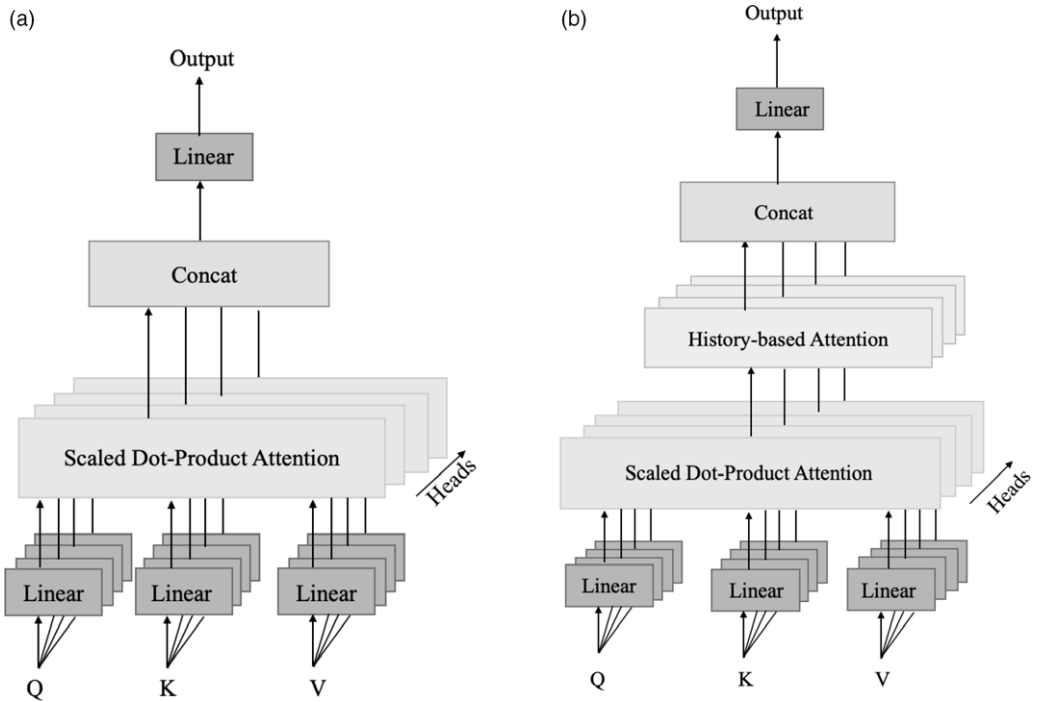 (a)
Output
Linear
Concat
Scaled Dot-Product Attention
Heads
Linear
Linear
Linear
Q
K
V
(b)
Output
Linear
Concat
History-based Attention
Scaled Dot-Product Attention
Heads
Linear
Linear
Linear
Q
K
V